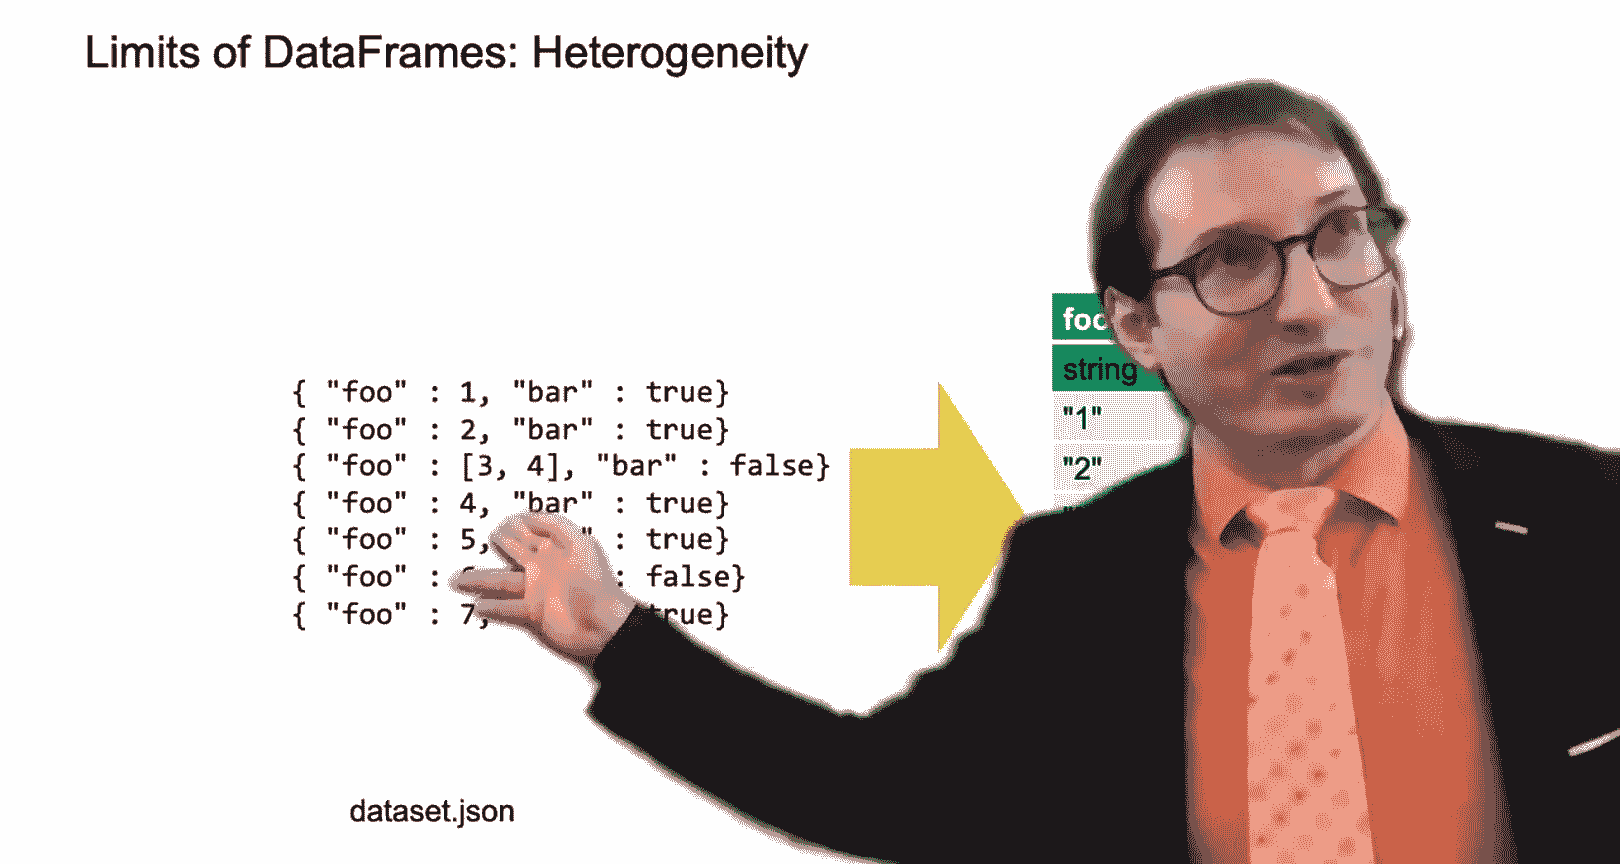 Limits of DataFrames: Heterogeneity
{ "foo" : 1, "bar" : true}
{ "foo" : 2, "bar" : true}
{ "foo" : [3, 4], "bar" : false}
{ "foo" : 4, "bar" : true}
{ "foo" : 5, : true}
{ "foo" : : false}
{ "foo" : 7,
dataset.json
string
"1"
"2"